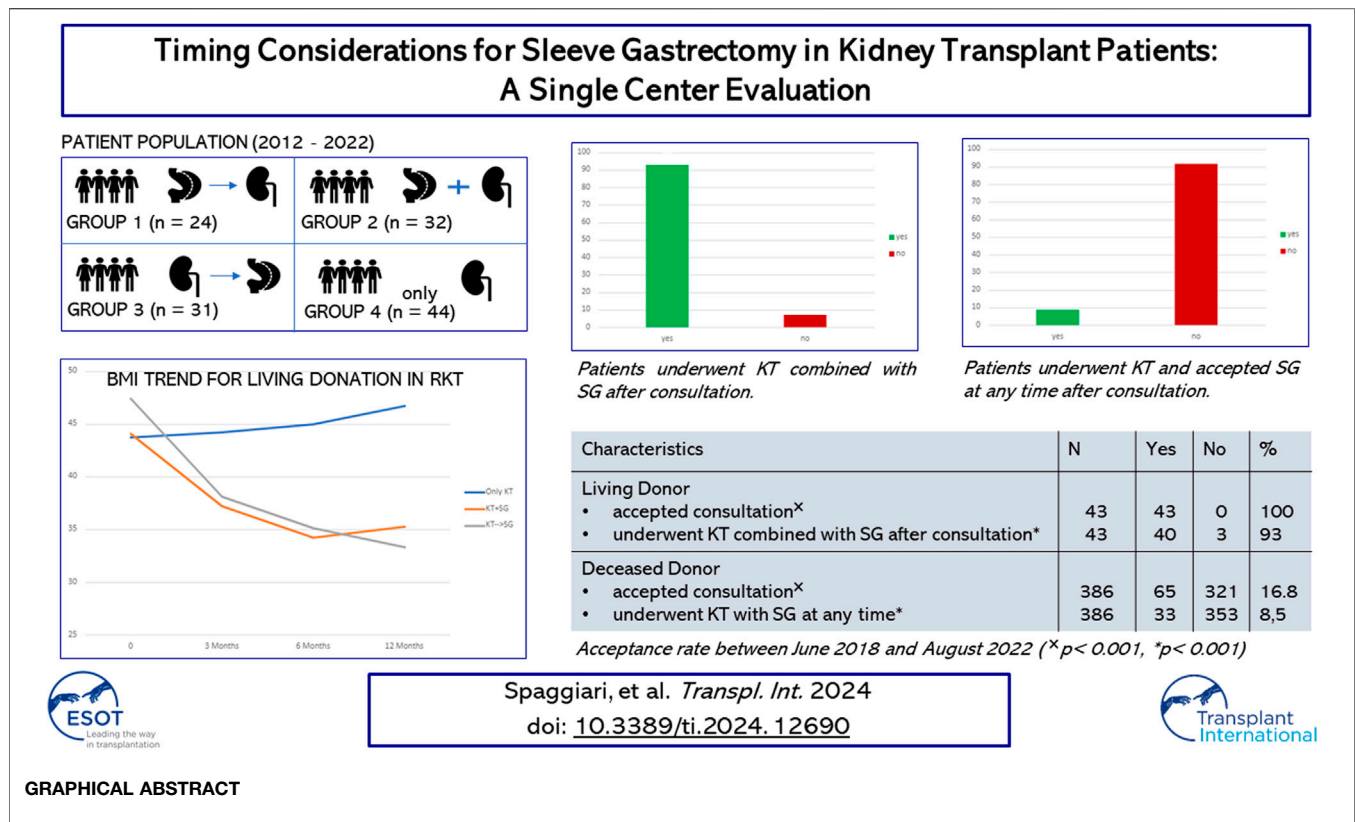 Timing Considerations for Sleeve Gastrectomy in Kidney Transplant Patients:
A Single Center Evaluation
PATIENT POPULATION (2012 - 2022)
GROUP 1 (n = 24)
GROUP 2 (n = 32)
GROUP 3 (n = 31)
only
GROUP 4 (n = 44)
100
90
80
70
60
50
40
30
20
10
0
yes
no
yes
no
Patients underwent KT combined with
SG after consultation.
100
90
80
70
60
50
40
30
20
10
0
yes
no
yes
no
Patients underwent KT and accepted SG
at any time after consultation.
BMI TREND FOR LIVING DONATION IN RKT
50
45
40
35
30
25
0
3 Months
6 Months
12 Months
Only KT
KT+SG
KT-->SG
Characteristics N Yes No %
Living Donor
• accepted consultation× 43 43 0 100
• underwent KT combined with SG after consultation* 43 40 3 93
Deceased Donor
• accepted consultation× 386 65 321 16.8
• underwent KT with SG at any time* 386 33 353 8,5
Acceptance rate between June 2018 and August 2022 (×p< 0.001, *p< 0.001)
ESOT
Leading the way
in transplantation
Spaggiari, et al. Transpl. Int. 2024
doi: 10.3389/ti.2024. 12690
Transplant
International
GRAPHICAL ABSTRACT